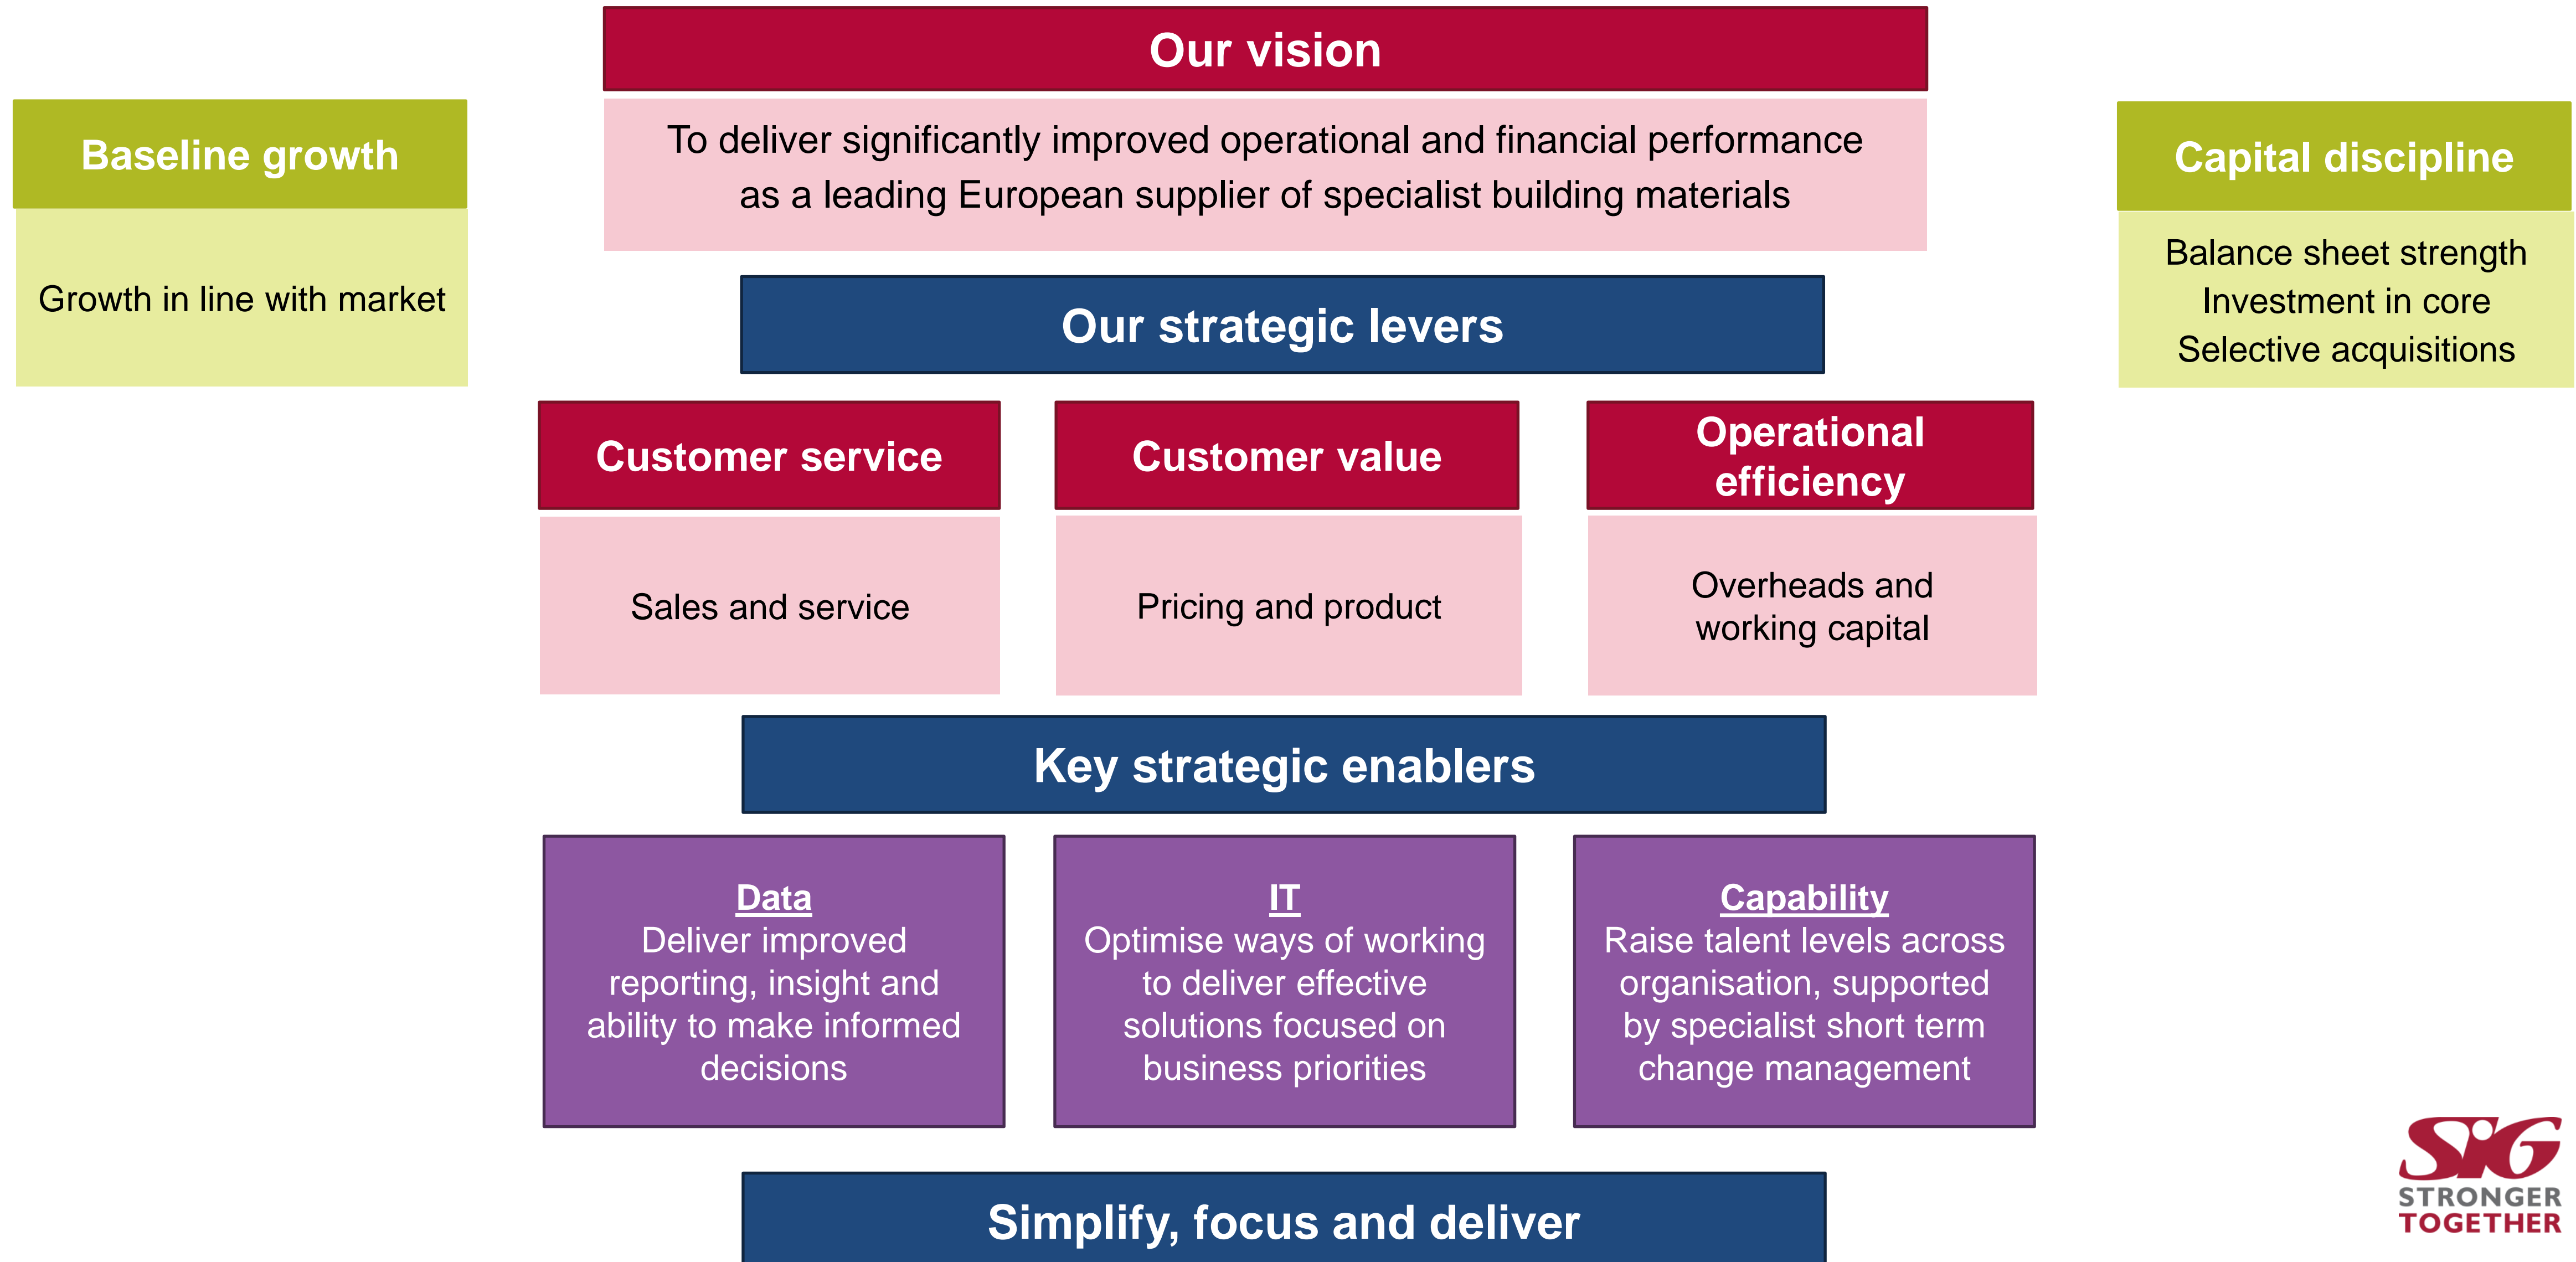 Our vision
To deliver significantly improved operational and financial performance
as a leading European supplier of specialist building materials
Baseline growth
Growth in line with market
Capital discipline
Balance sheet strength
Investment in core
Selective acquisitions
Our strategic levers
Customer service
Sales and service
Customer value
Pricing and product
Operational
efficiency
Overheads and
working capital
Key strategic enablers
Data
Deliver improved
reporting, insight and
ability to make informed
decisions
IT
Optimise ways of working
to deliver effective
solutions focused on
business priorities
Capability
Raise talent levels across
organisation, supported
by specialist short term
change management
Simplify, focus and deliver
SIG
STRONGER
TOGETHER